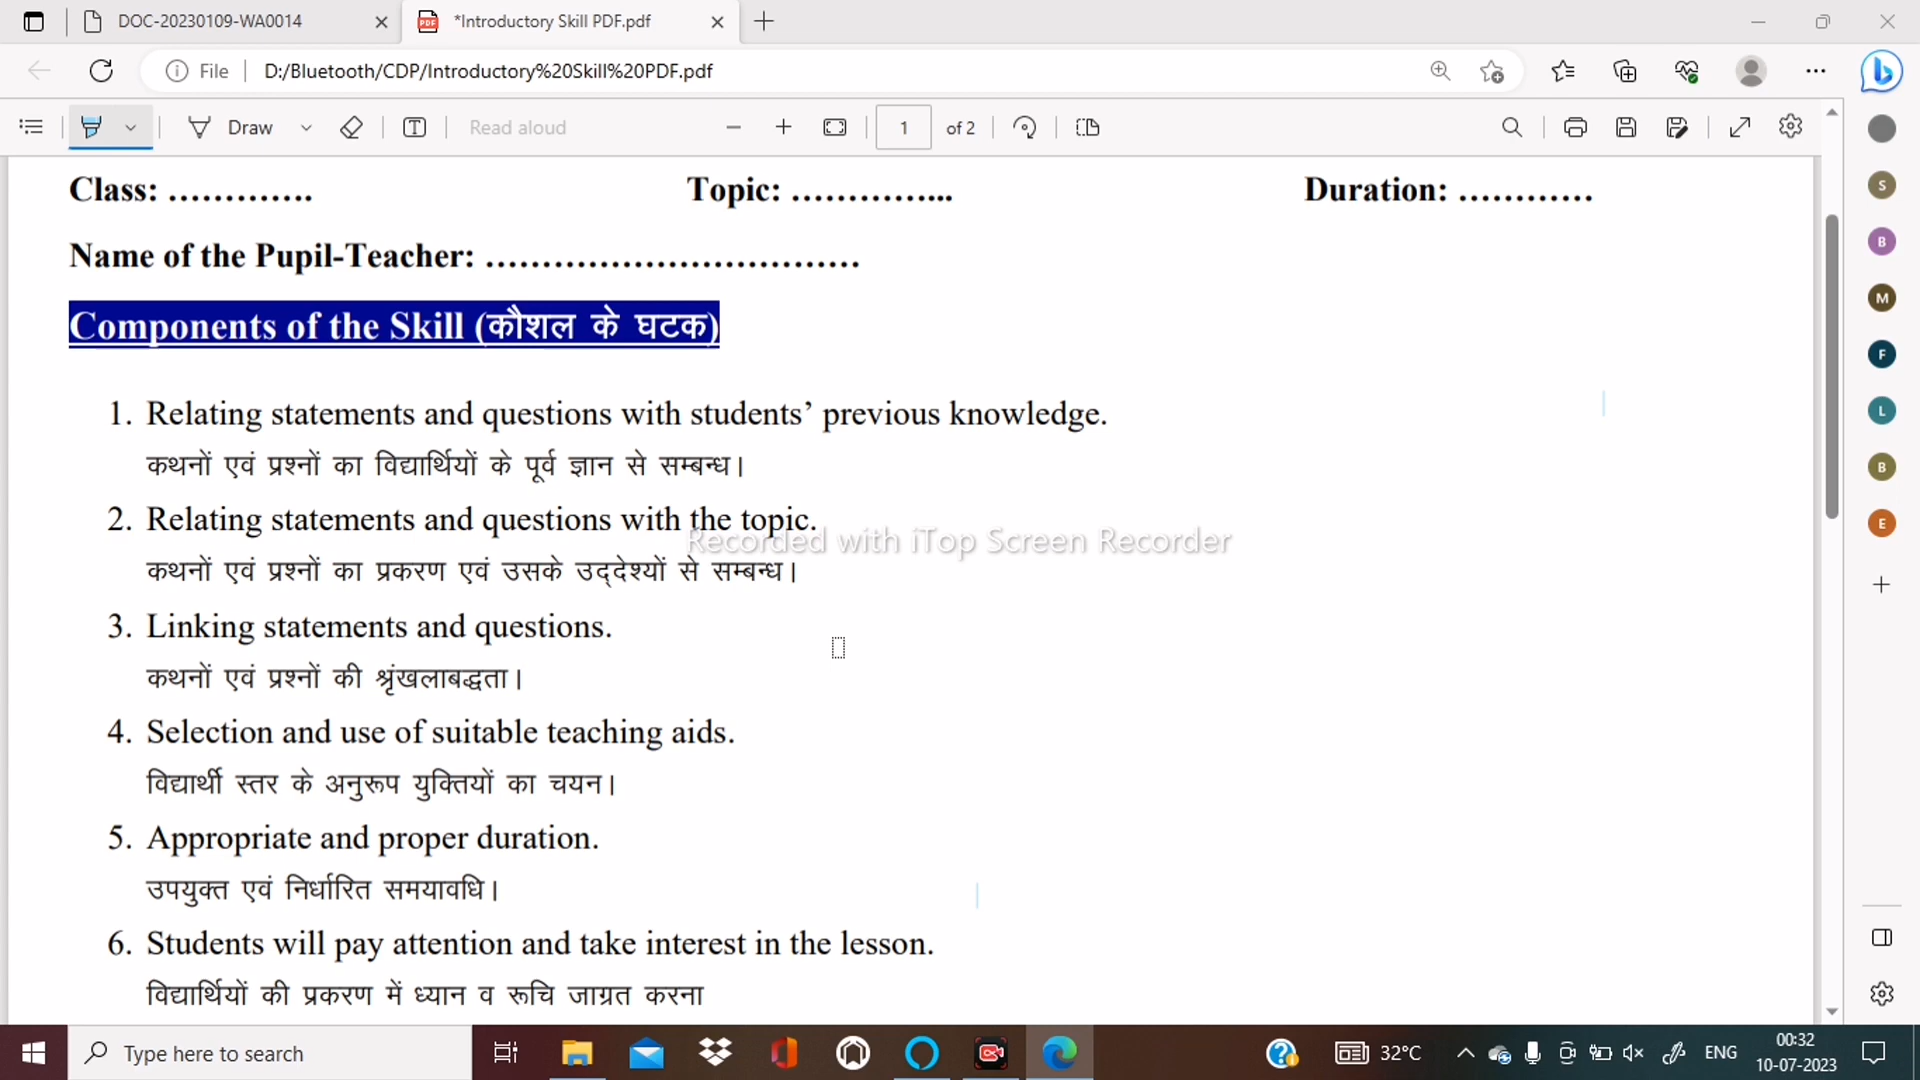 DOC-20230109-WA0014
*Introductory Skill PDF.pdf
File
D:/Bluetooth/CDP/Introductory%20Skill%20PDF.pdf
Draw
Read aloud
1 of 2
Class: ............. Topic: ............... Duration: ............
Name of the Pupil-Teacher: .................................
Components of the Skill (कौशल के घटक)
1. Relating statements and questions with students’ previous knowledge.
कथनों एवं प्रश्नों का विद्यार्थियों के पूर्व ज्ञान से सम्बन्ध।
2. Relating statements and questions with the topic.
Recorded with iTop Screen Recorder
कथनों एवं प्रश्नों का प्रकरण एवं उसके उद्देश्यों से सम्बन्ध।
3. Linking statements and questions.
कथनों एवं प्रश्नों की श्रृंखलाबद्धता।
4. Selection and use of suitable teaching aids.
विद्यार्थी स्तर के अनुरूप युक्तियों का चयन।
5. Appropriate and proper duration.
उपयुक्त एवं निर्धारित समयावधि।
6. Students will pay attention and take interest in the lesson.
विद्यार्थियों की प्रकरण में ध्यान व रूचि जाग्रत करना
S
B
M
F
L
B
E
Type here to search
32°C
ENG
00:32
10-07-2023